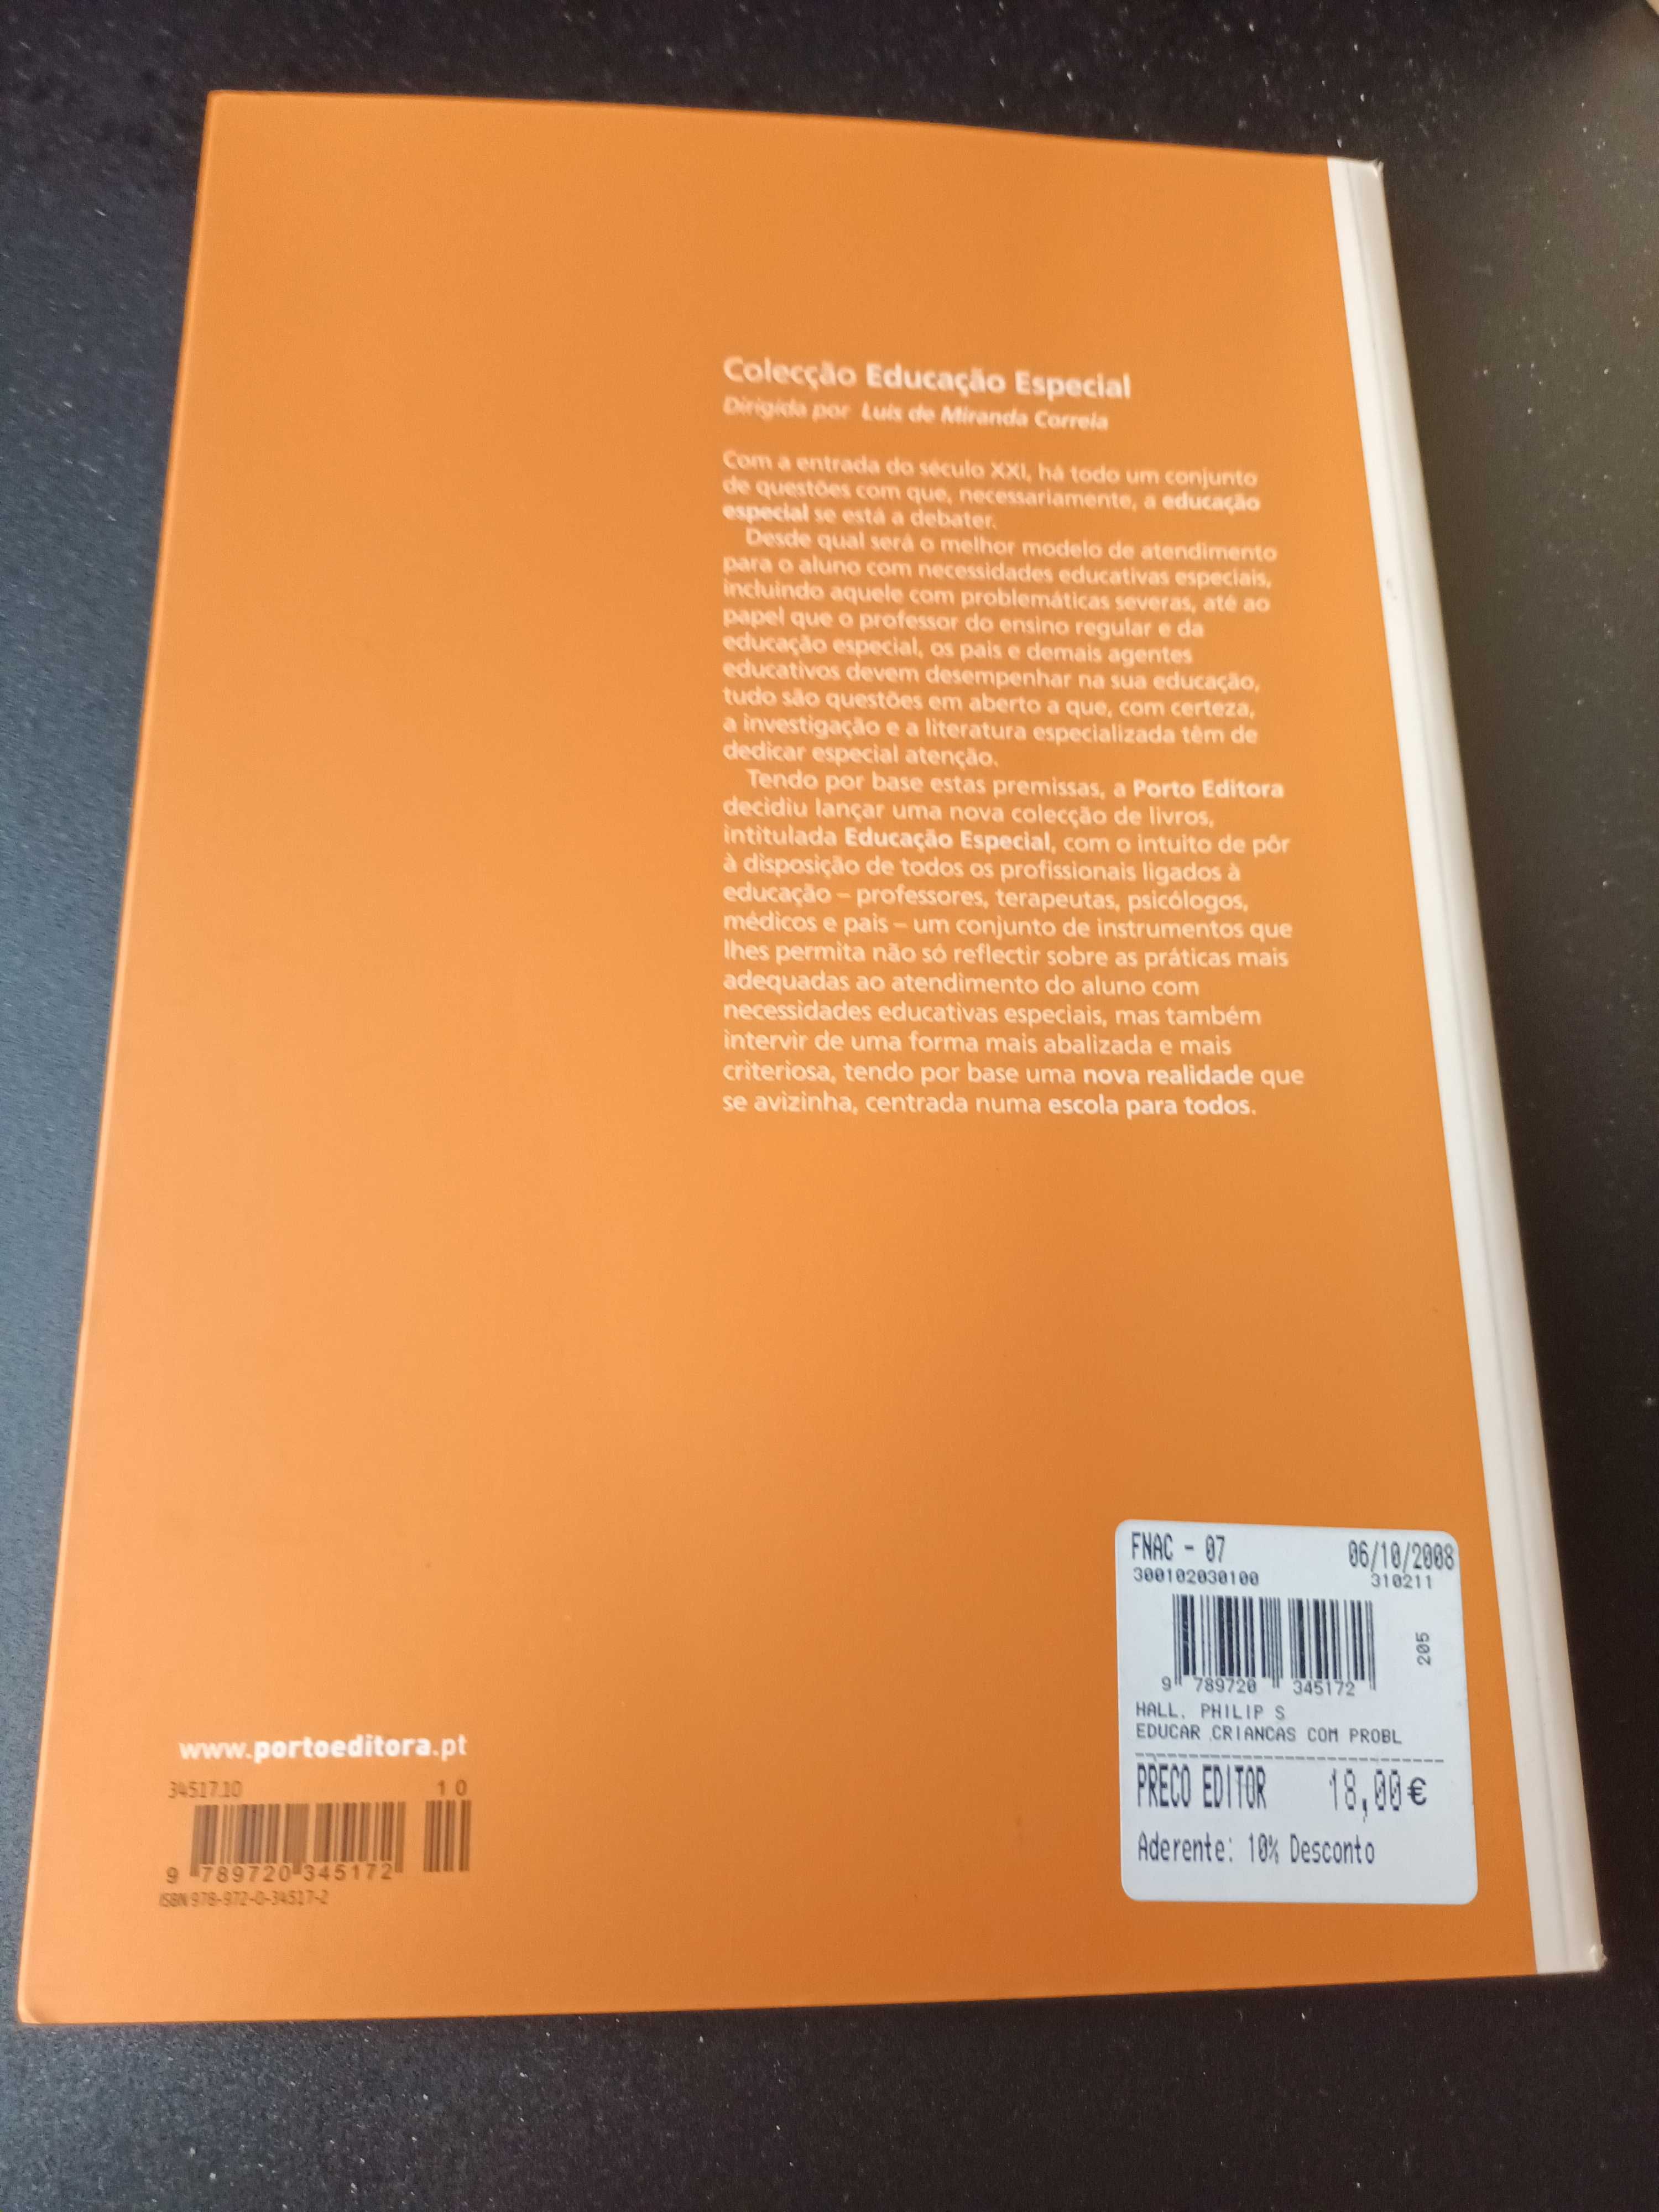 Colecção Educação Especial
Dirigida por Luís de Miranda Correia
Com a entrada do século XXI, há todo um conjunto
de questões com que, necessariamente, a educação
especial se está a debater.
Desde qual será o melhor modelo de atendimento
para o aluno com necessidades educativas especiais,
incluindo aquele com problemáticas severas, até ao
papel que o professor do ensino regular e da
educação especial, os pais e demais agentes
educativos devem desempenhar na sua educação,
tudo são questões em aberto a que, com certeza,
a investigação e a literatura especializada têm de
dedicar especial atenção.
Tendo por base estas premissas, a Porto Editora
decidiu lançar uma nova colecção de livros,
intitulada Educação Especial, com o intuito de pôr
à disposição de todos os profissionais ligados à
educação – professores, terapeutas, psicólogos,
médicos e pais – um conjunto de instrumentos que
lhes permita não só reflectir sobre as práticas mais
adequadas ao atendimento do aluno com
necessidades educativas especiais, mas também
intervir de uma forma mais abalizada e mais
criteriosa, tendo por base uma nova realidade que
se avizinha, centrada numa escola para todos.
www.portoeditora.pt
34517.10 10
9 789720 345172
ISBN 978-972-0-34517-2
FNAC - 07 06/10/2008
300102030100 310211
205
9 789720 345172
HALL, PHILIP S
EDUCAR CRIANCAS COM PROBL
PRECO EDITOR 18,00€
Aderente: 10% Desconto